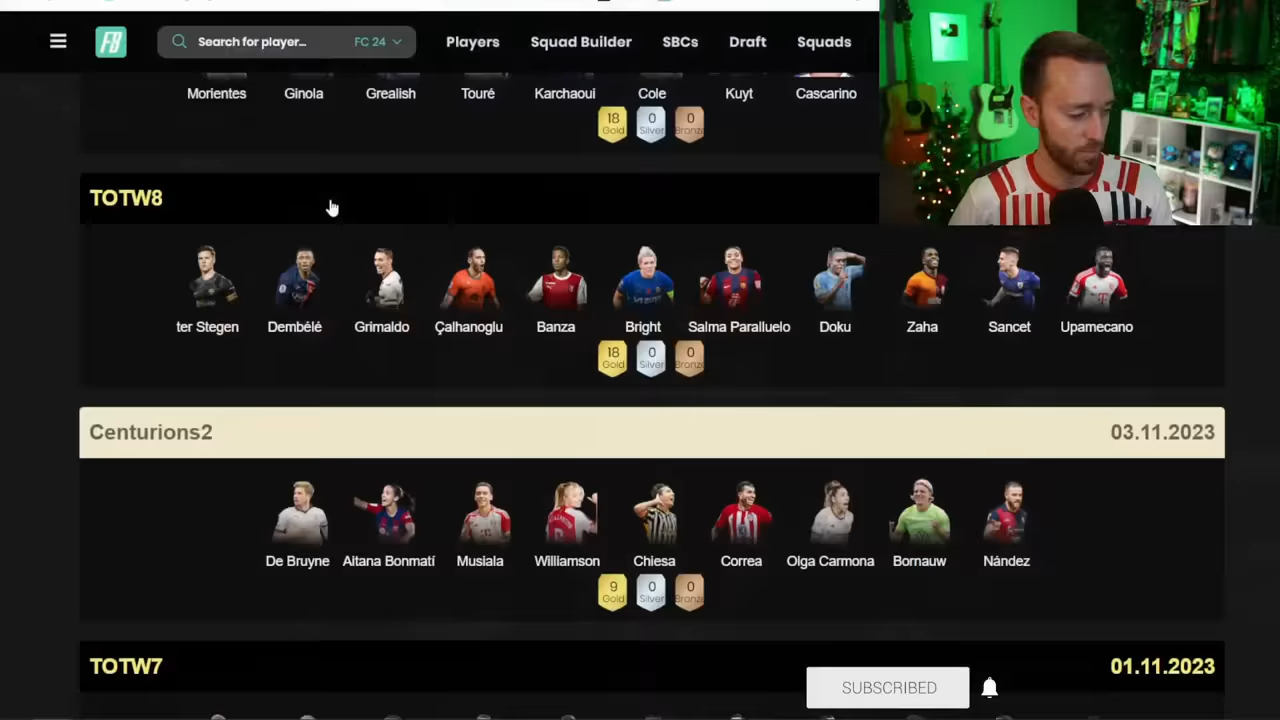 FB Search for player... FC 24 Players Squad Builder SBCs Draft Squads
Morientes Ginola Grealish Touré Karchaoui Cole Kuyt Cascarino
18 0 0
Gold Silver Bronze
TOTW8
ter Stegen Dembélé Grimaldo Çalhanoglu Banza Bright Salma Paralluelo Doku Zaha Sancet Upamecano
18 0 0
Gold Silver Bronze
Centurions2 03.11.2023
De Bruyne Aitana Bonmatí Musiala Williamson Chiesa Correa Olga Carmona Bornauw Nández
9 0 0
Gold Silver Bronze
TOTW7 01.11.2023
SUBSCRIBED